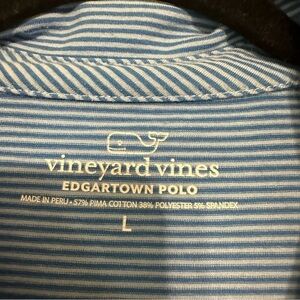 vineyard vines
EDGARTOWN POLO
MADE IN PERU • 57% PIMA COTTON 38% POLYESTER 5% SPANDEX
L